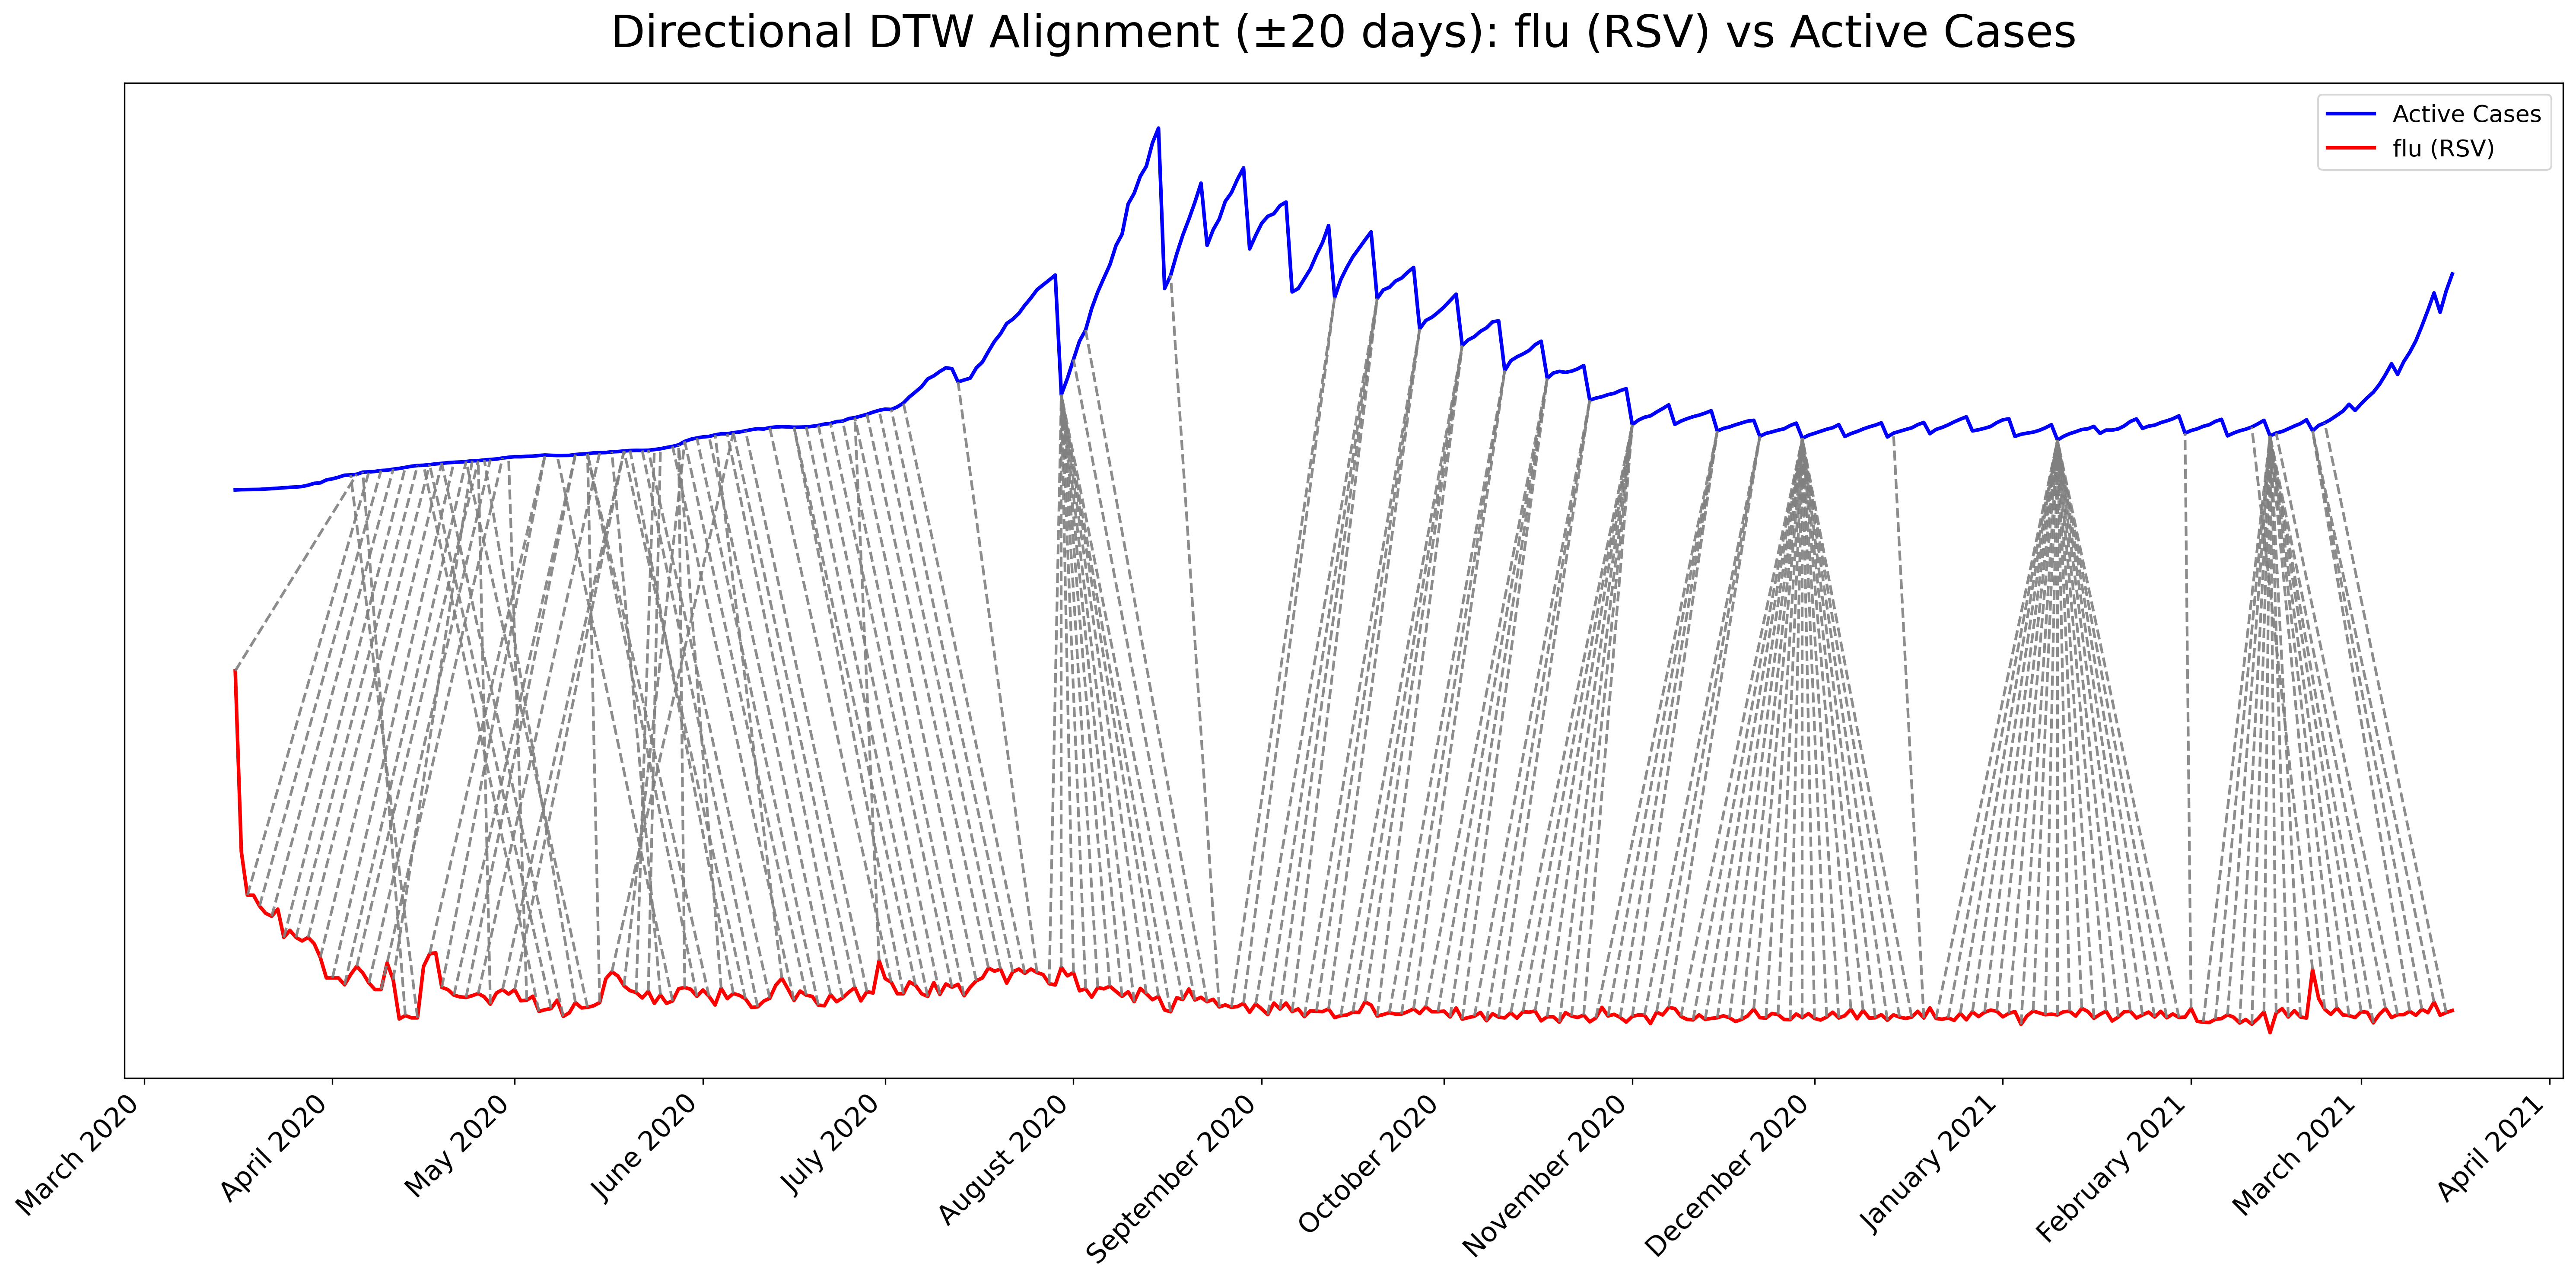 Directional DTW Alignment (±20 days): flu (RSV) vs Active Cases
Active Cases
flu (RSV)
March 2020
April 2020
May 2020
June 2020
July 2020
August 2020
September 2020
October 2020
November 2020
December 2020
January 2021
February 2021
March 2021
April 2021